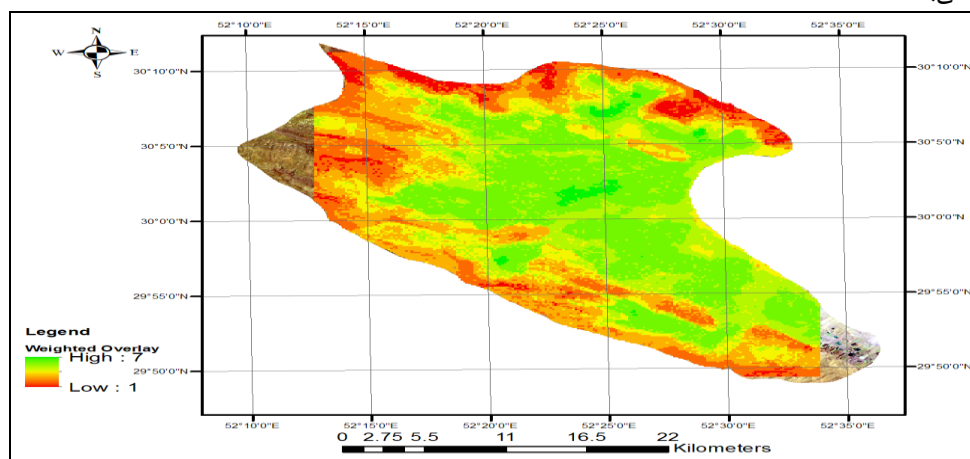 N
W E
S
52°10'0"E 52°15'0"E 52°20'0"E 52°25'0"E 52°30'0"E 52°35'0"E
30°10'0"N 30°10'0"N
30°5'0"N 30°5'0"N
30°0'0"N 30°0'0"N
29°55'0"N 29°55'0"N
29°50'0"N 29°50'0"N
Legend
Weighted Overlay
High : 7
Low : 1
52°10'0"E 52°15'0"E 52°20'0"E 52°25'0"E 52°30'0"E 52°35'0"E
0 2.75 5.5 11 16.5 22
Kilometers